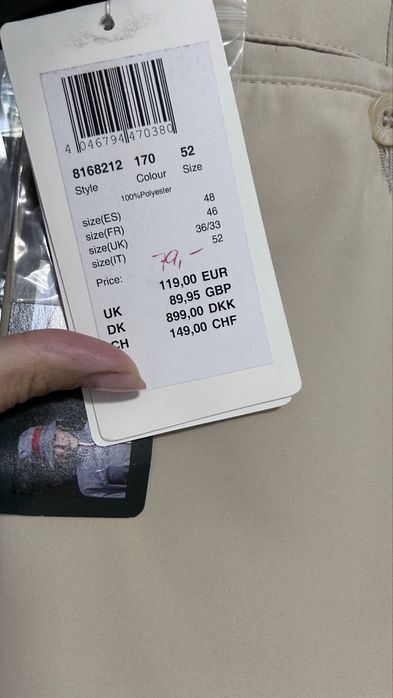 4 046794 470380
8168212 170 52
Style Colour Size
100%Polyester
size(ES) 48
size(FR) 46
size(UK) 36/33
size(IT) 52
79,-
Price: 119,00 EUR
UK 89,95 GBP
DK 899,00 DKK
CH 149,00 CHF